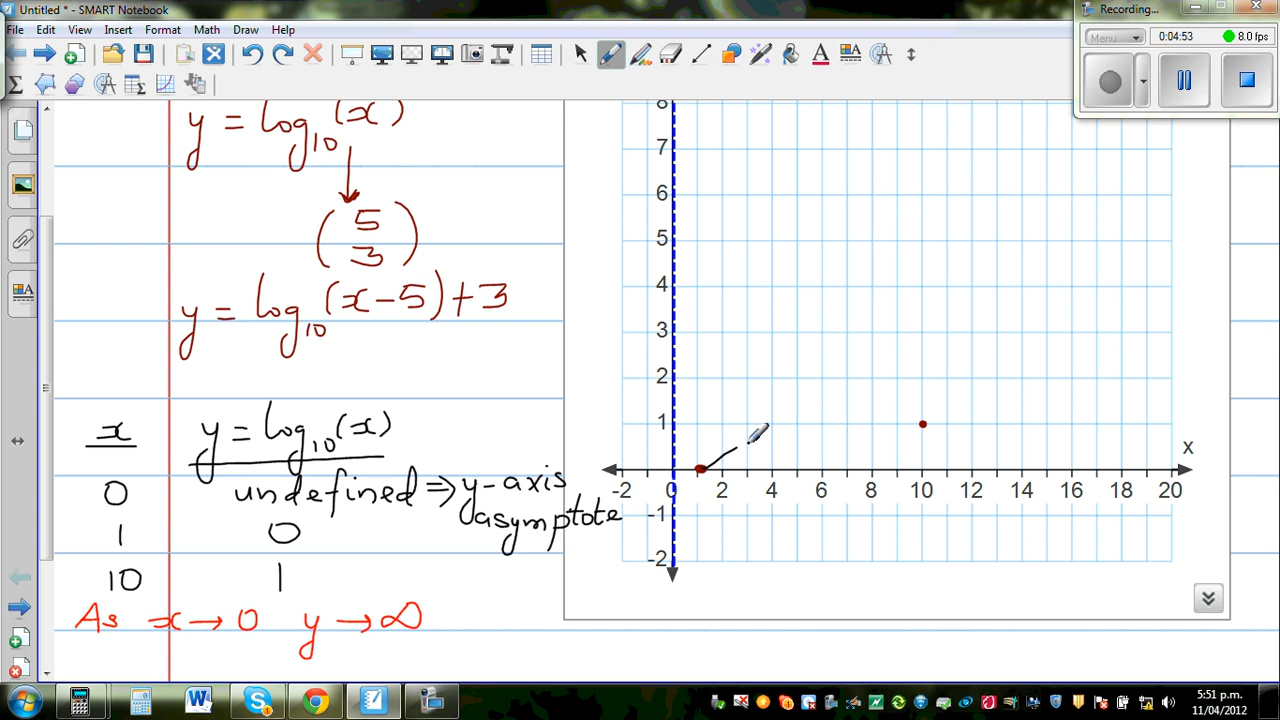 Untitled * - SMART Notebook
File Edit View Insert Format Math Draw Help
Recording...
Menu
0:04:53
8.0 fps
y = log₁₀(x)
(5
3)
y = log₁₀(x-5)+3
x y = log₁₀(x)
0 undefined ⇒ y-axis
asymptote
1 0
10 1
As x → 0 y → ∞
8
7
6
5
4
3
2
1
x
-2 0 2 4 6 8 10 12 14 16 18 20
-1
-2
5:51 p.m.
11/04/2012